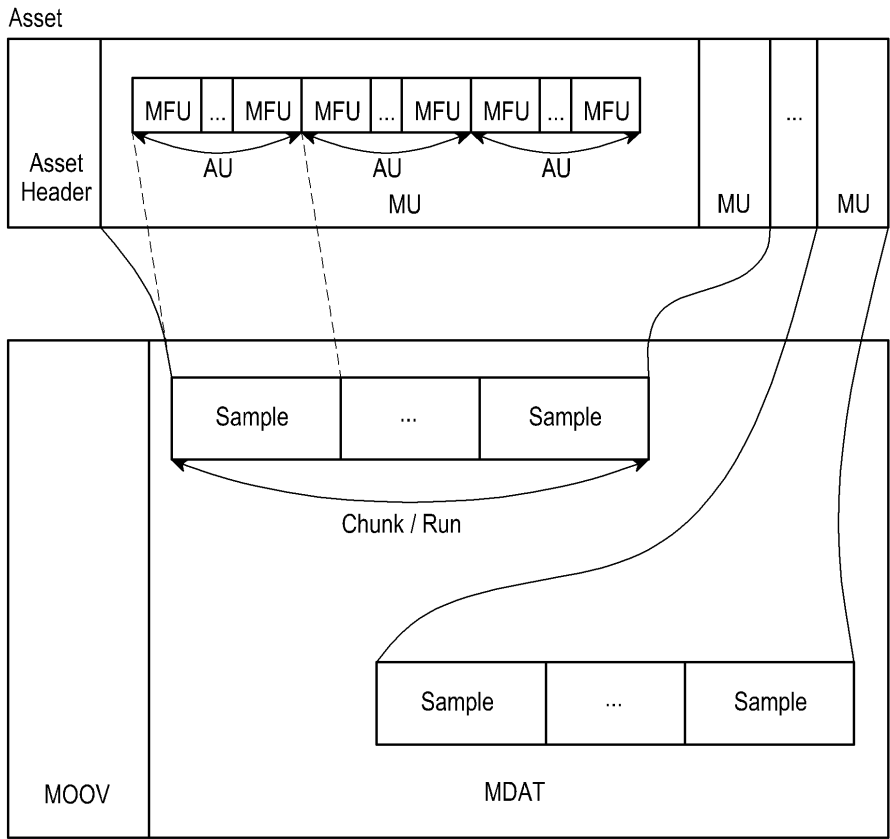 Asset
MFU ... MFU MFU ... MFU MFU ... MFU
...
AU AU AU
Asset
Header
MU MU MU
Sample ... Sample
Chunk / Run
Sample ... Sample
MOOV MDAT